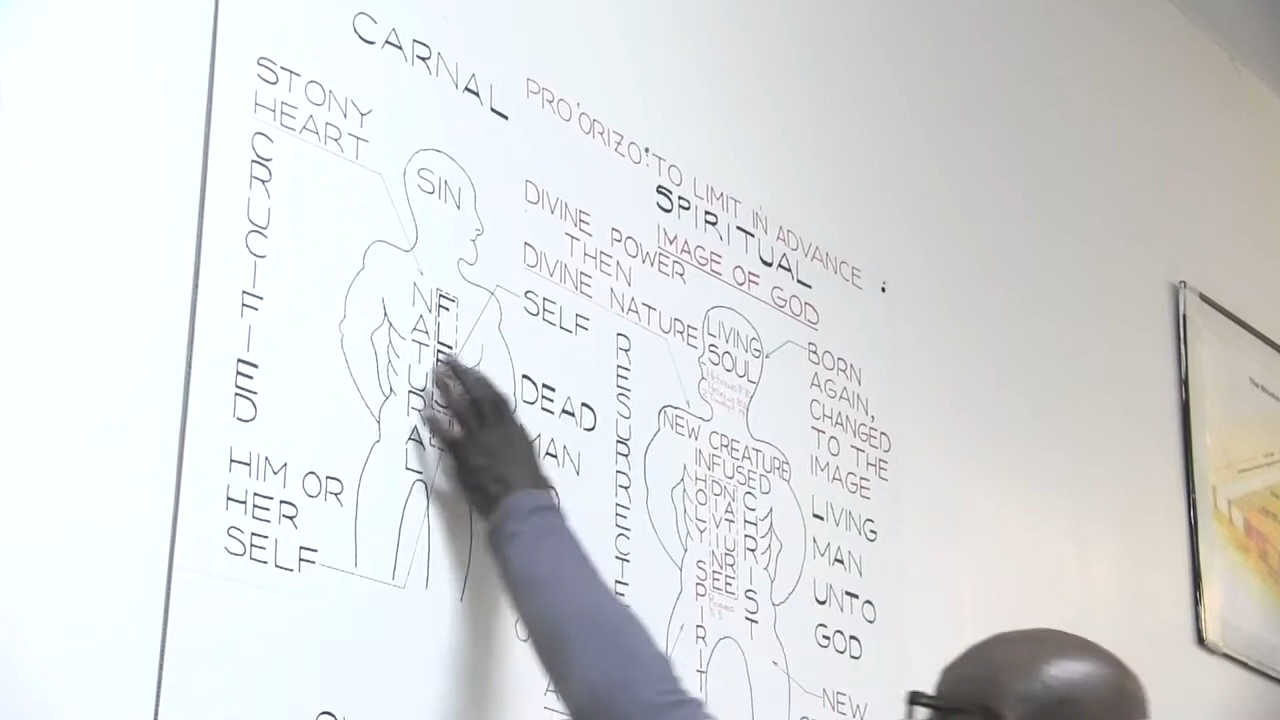 CARNAL
PRO'ORIZO: TO LIMIT IN ADVANCE :
STONY
HEART
CRUCIFIED
HIM OR
HER
SELF
SIN
NATURAL
SELF
DEAD
SPIRITUAL
IMAGE OF GOD
DIVINE POWER
THEN
DIVINE NATURE
LIVING
SOUL
BORN
AGAIN,
CHANGED
TO THE
IMAGE
NEW CREATURE
INFUSED
HOLY SPIRIT
DIVINE
NATURE
CHRIST
LIVING
MAN
UNTO
GOD
NEW